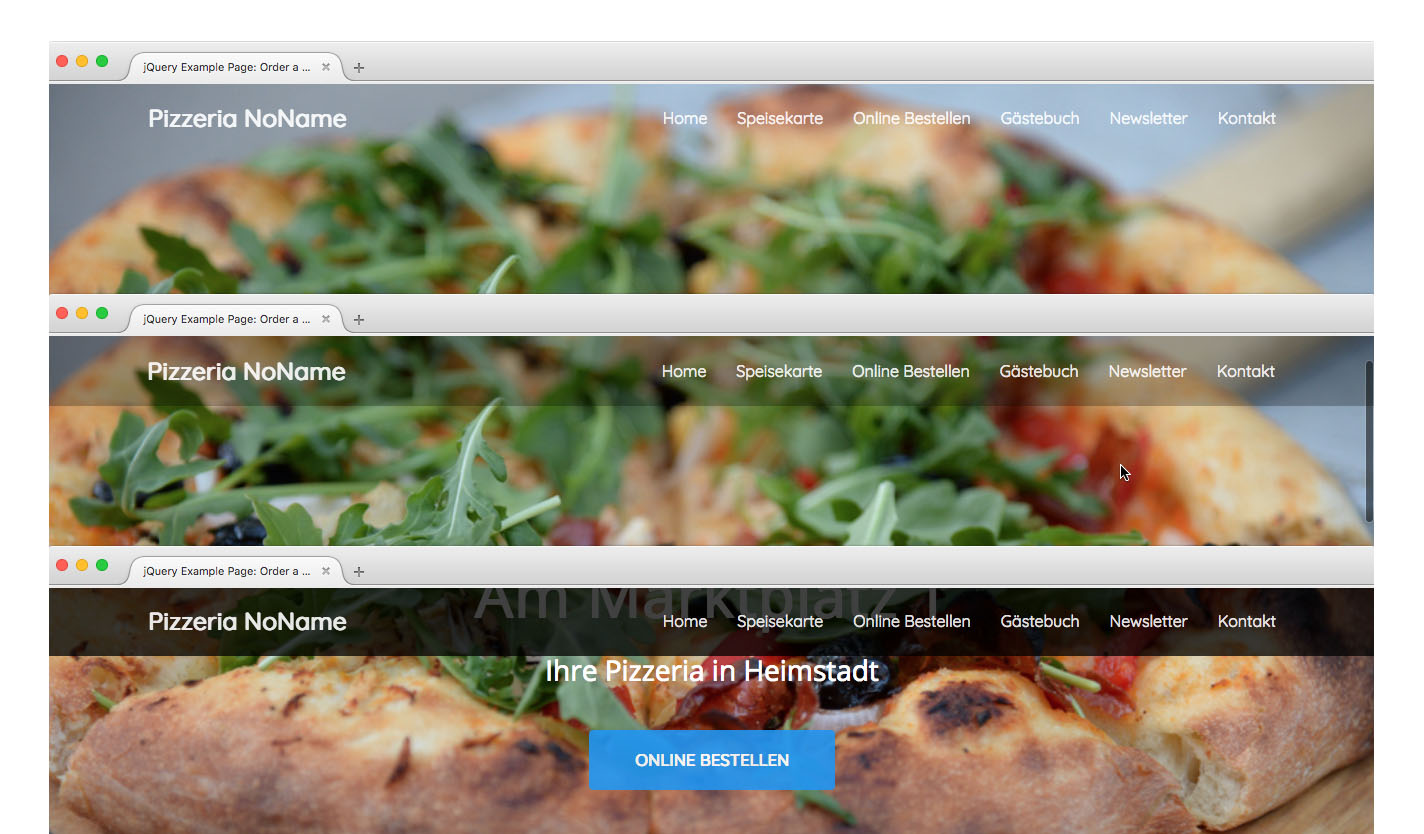 jQuery Example Page: Order a ...
Pizzeria NoName Home Speisekarte Online Bestellen Gästebuch Newsletter Kontakt
jQuery Example Page: Order a ...
Pizzeria NoName Home Speisekarte Online Bestellen Gästebuch Newsletter Kontakt
jQuery Example Page: Order a ...
Am Marktplatz 1
Pizzeria NoName Home Speisekarte Online Bestellen Gästebuch Newsletter Kontakt
Ihre Pizzeria in Heimstadt
ONLINE BESTELLEN